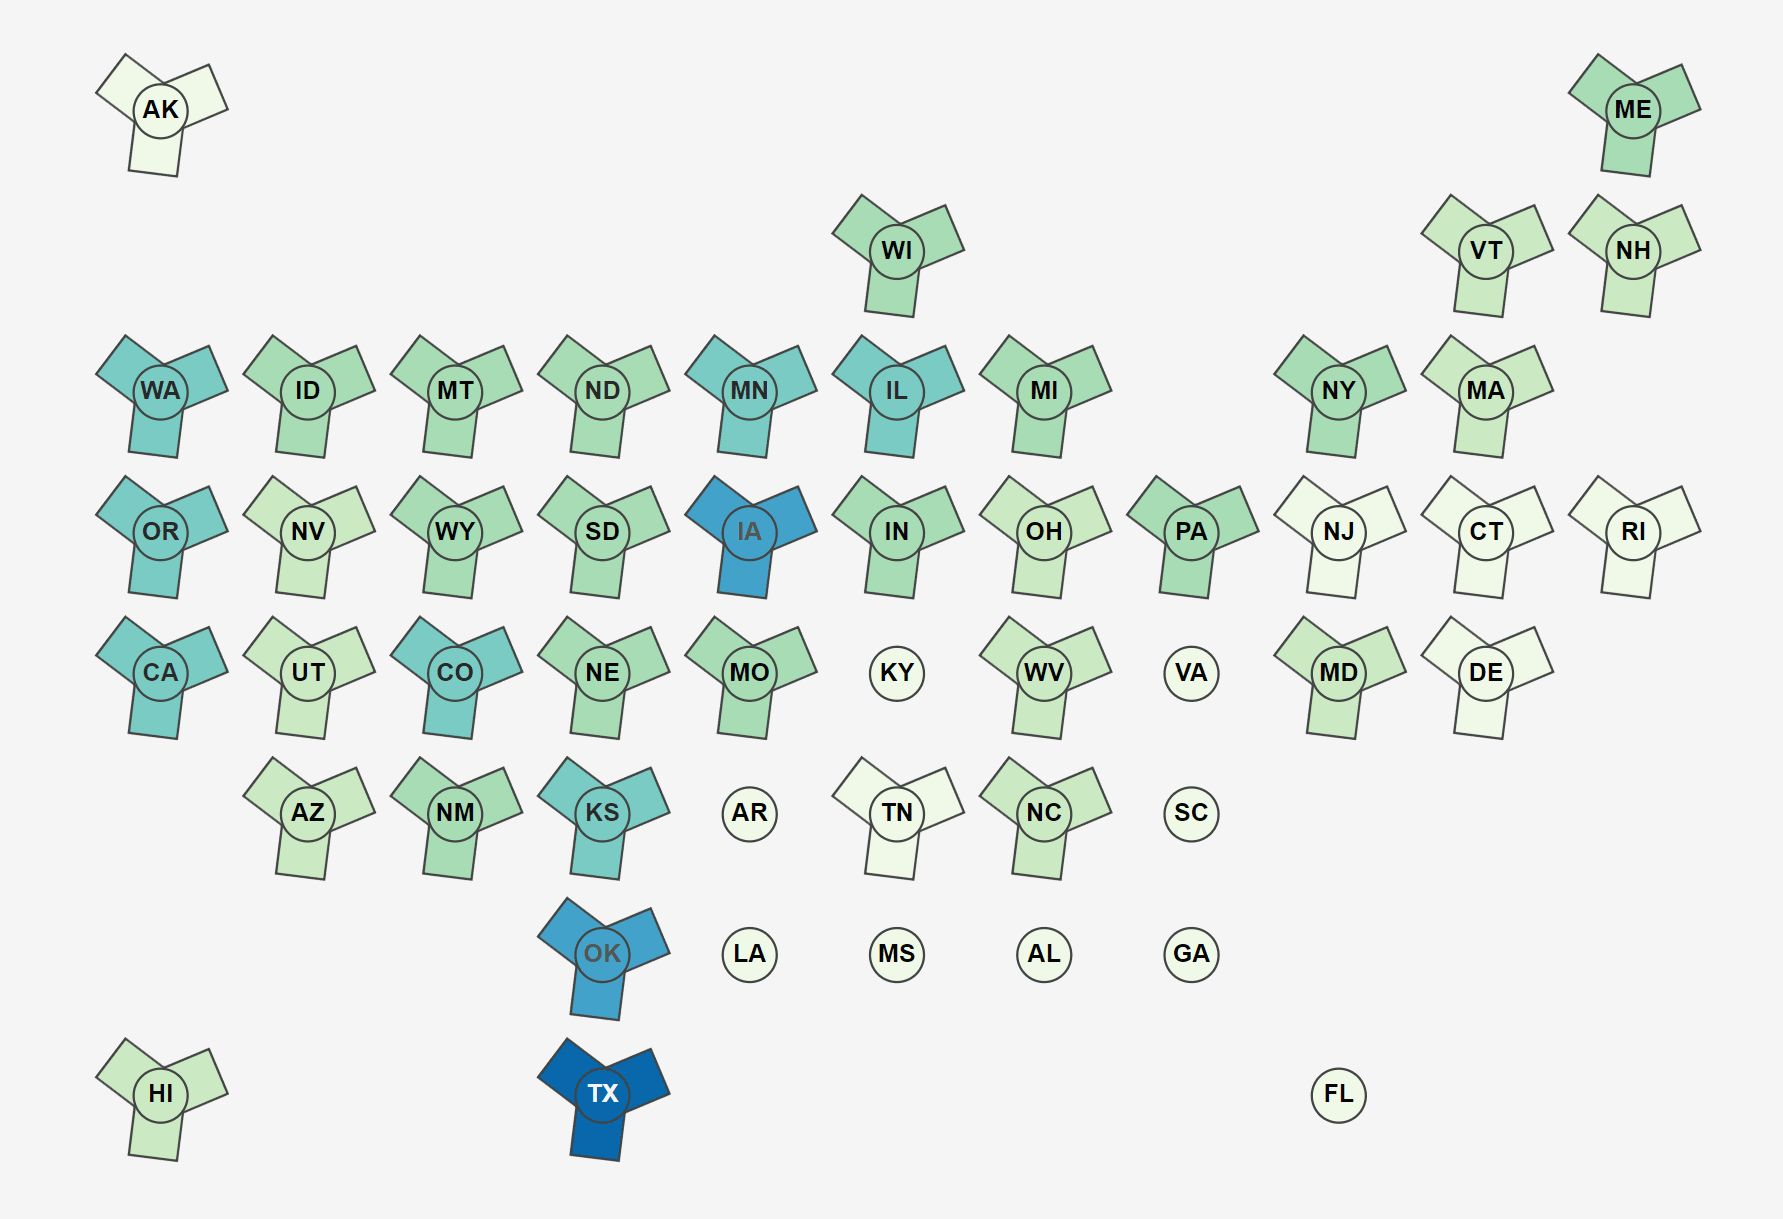 AK ME
WI VT NH
WA ID MT ND MN IL MI NY MA
OR NV WY SD IA IN OH PA NJ CT RI
CA UT CO NE MO KY WV VA MD DE
AZ NM KS AR TN NC SC
OK LA MS AL GA
HI TX FL